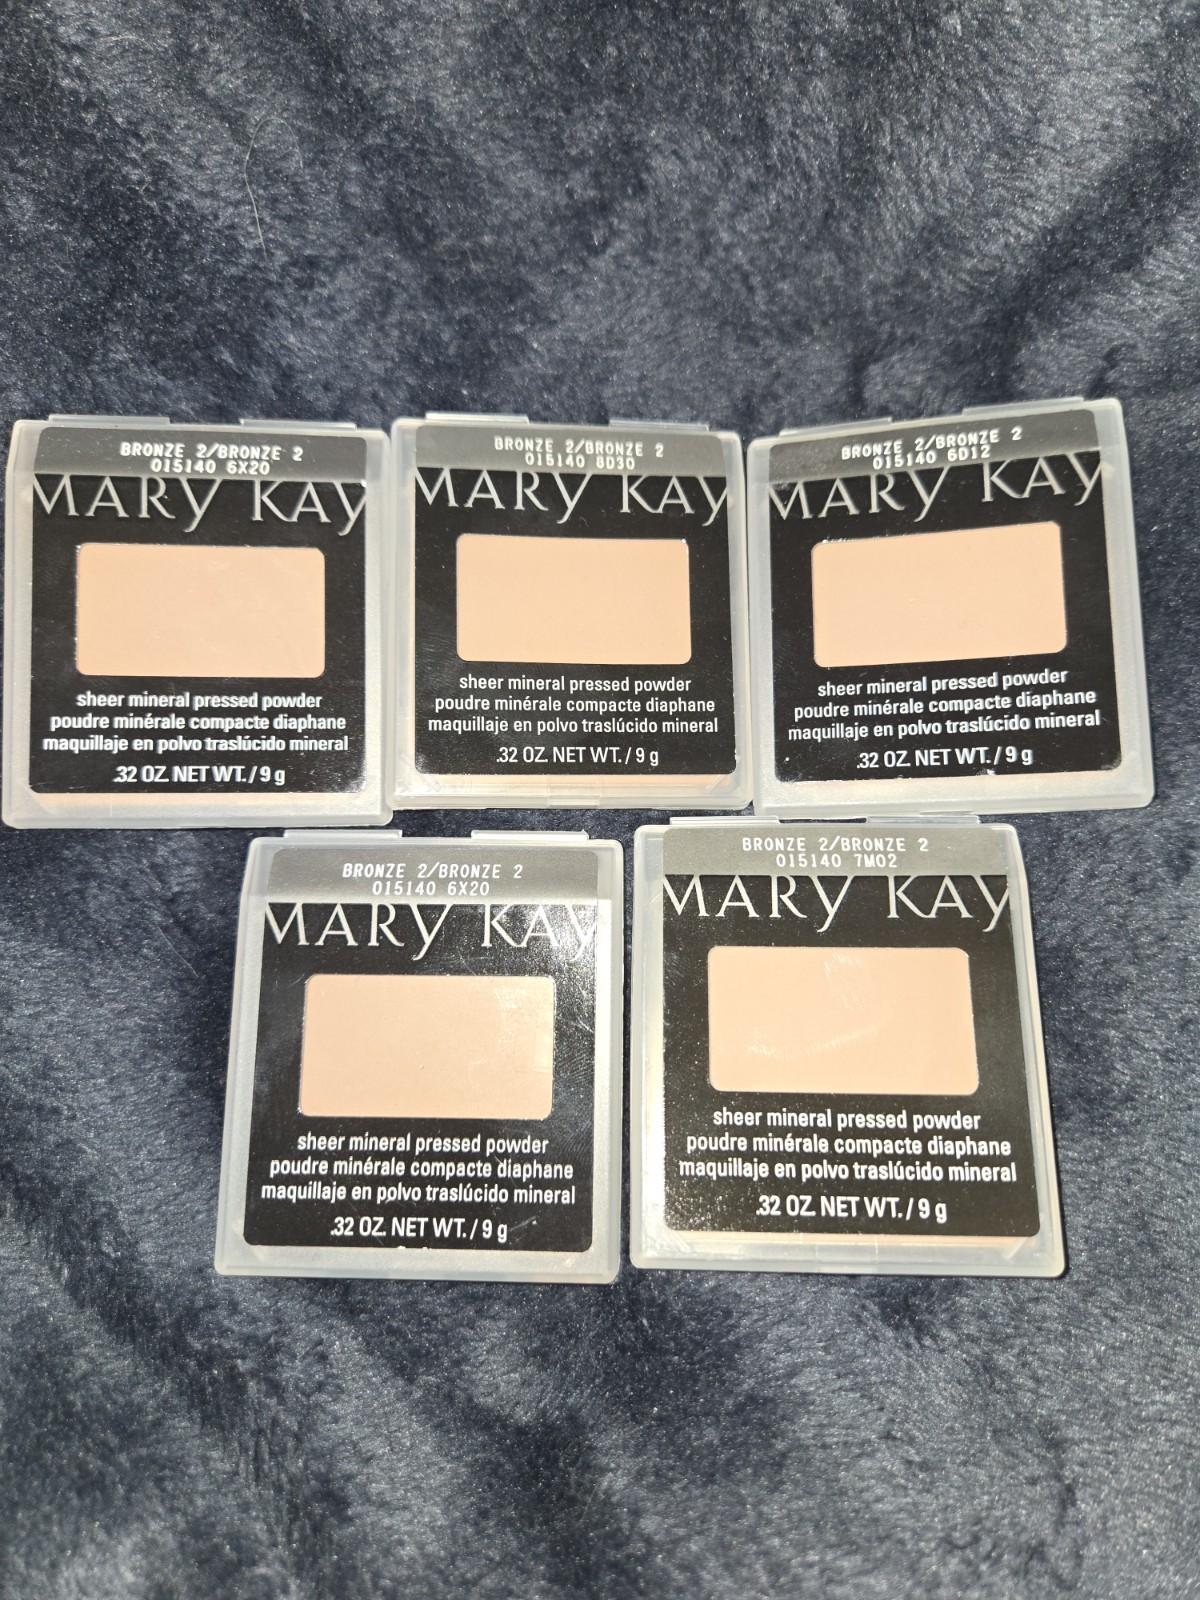 BRONZE 2/BRONZE 2
015140 6X20
MARY KAY
sheer mineral pressed powder
poudre minérale compacte diaphane
maquillaje en polvo traslúcido mineral
.32 OZ. NET WT. / 9 g
BRONZE 2/BRONZE 2
015140 8D30
MARY KAY
sheer mineral pressed powder
poudre minérale compacte diaphane
maquillaje en polvo traslúcido mineral
.32 OZ. NET WT. / 9 g
BRONZE 2/BRONZE 2
015140 6D12
MARY KAY
sheer mineral pressed powder
poudre minérale compacte diaphane
maquillaje en polvo traslúcido mineral
.32 OZ. NET WT. / 9 g
BRONZE 2/BRONZE 2
015140 6X20
MARY KAY
sheer mineral pressed powder
poudre minérale compacte diaphane
maquillaje en polvo traslúcido mineral
.32 OZ. NET WT. / 9 g
BRONZE 2/BRONZE 2
015140 7M02
MARY KAY
sheer mineral pressed powder
poudre minérale compacte diaphane
maquillaje en polvo traslúcido mineral
.32 OZ. NET WT. / 9 g